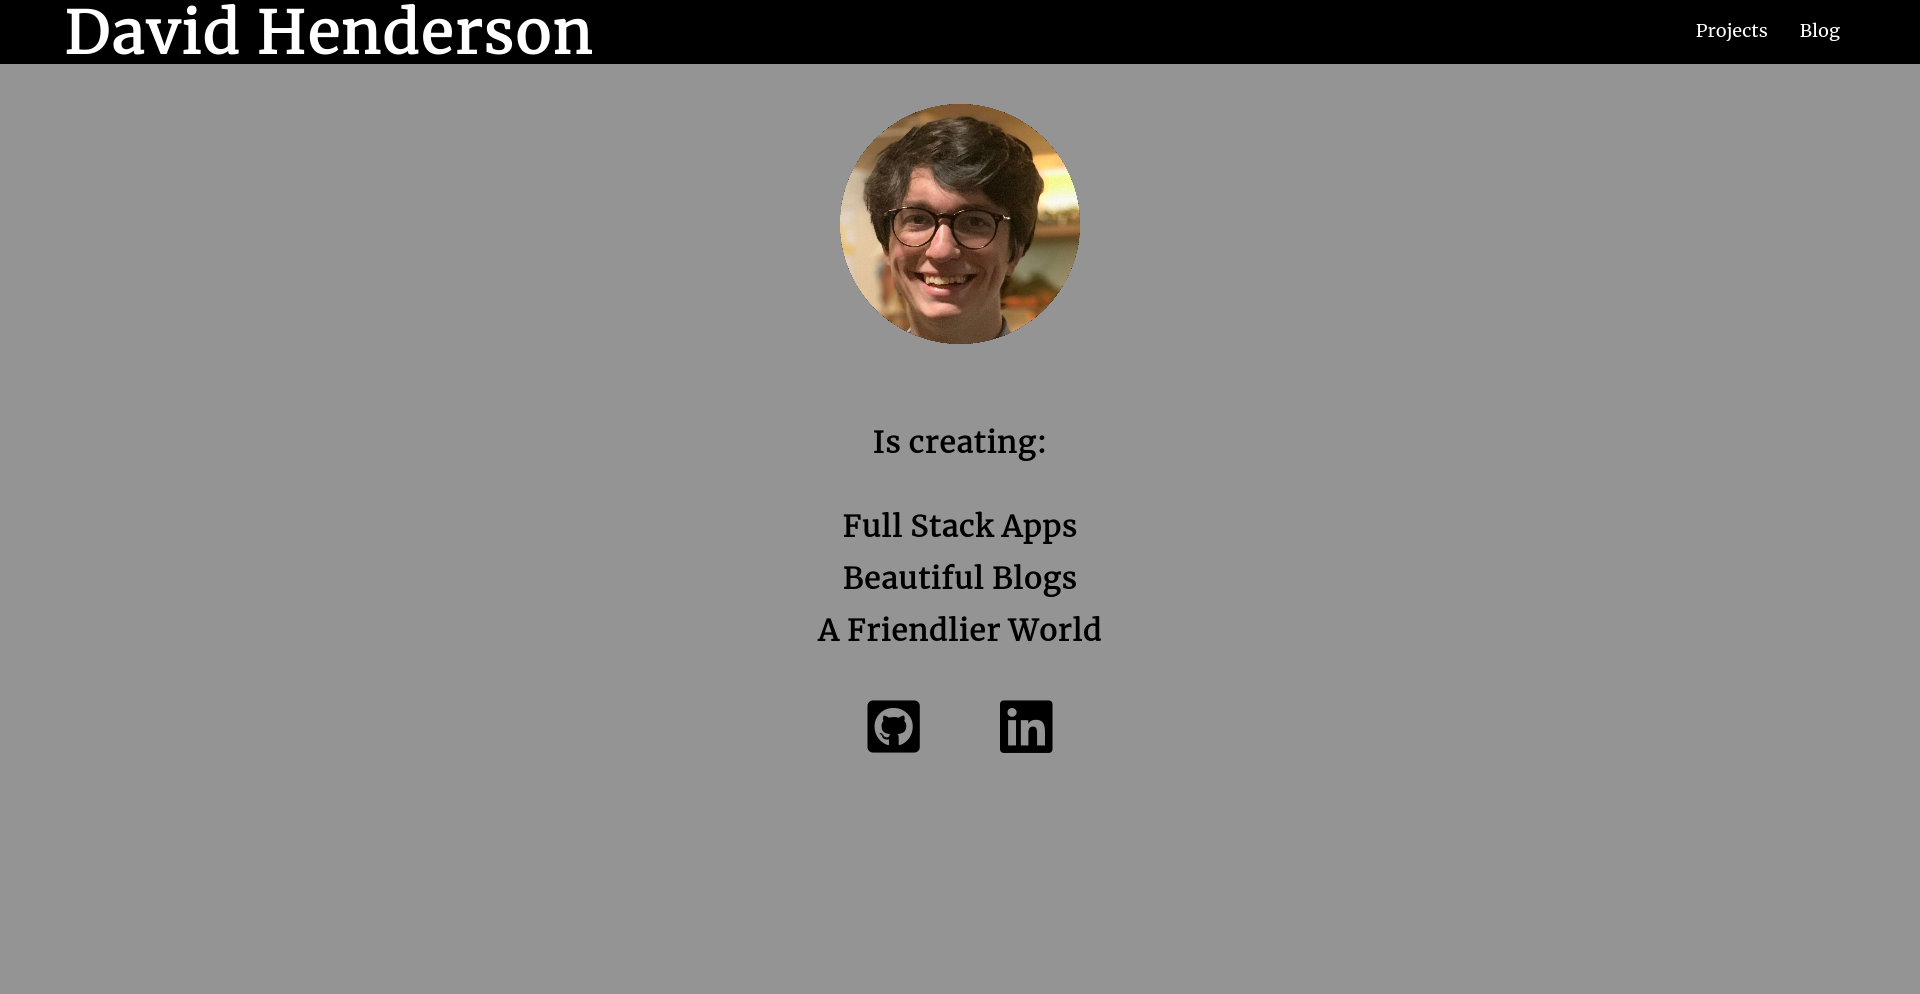 David Henderson
Projects Blog
Is creating:
Full Stack Apps
Beautiful Blogs
A Friendlier World
in